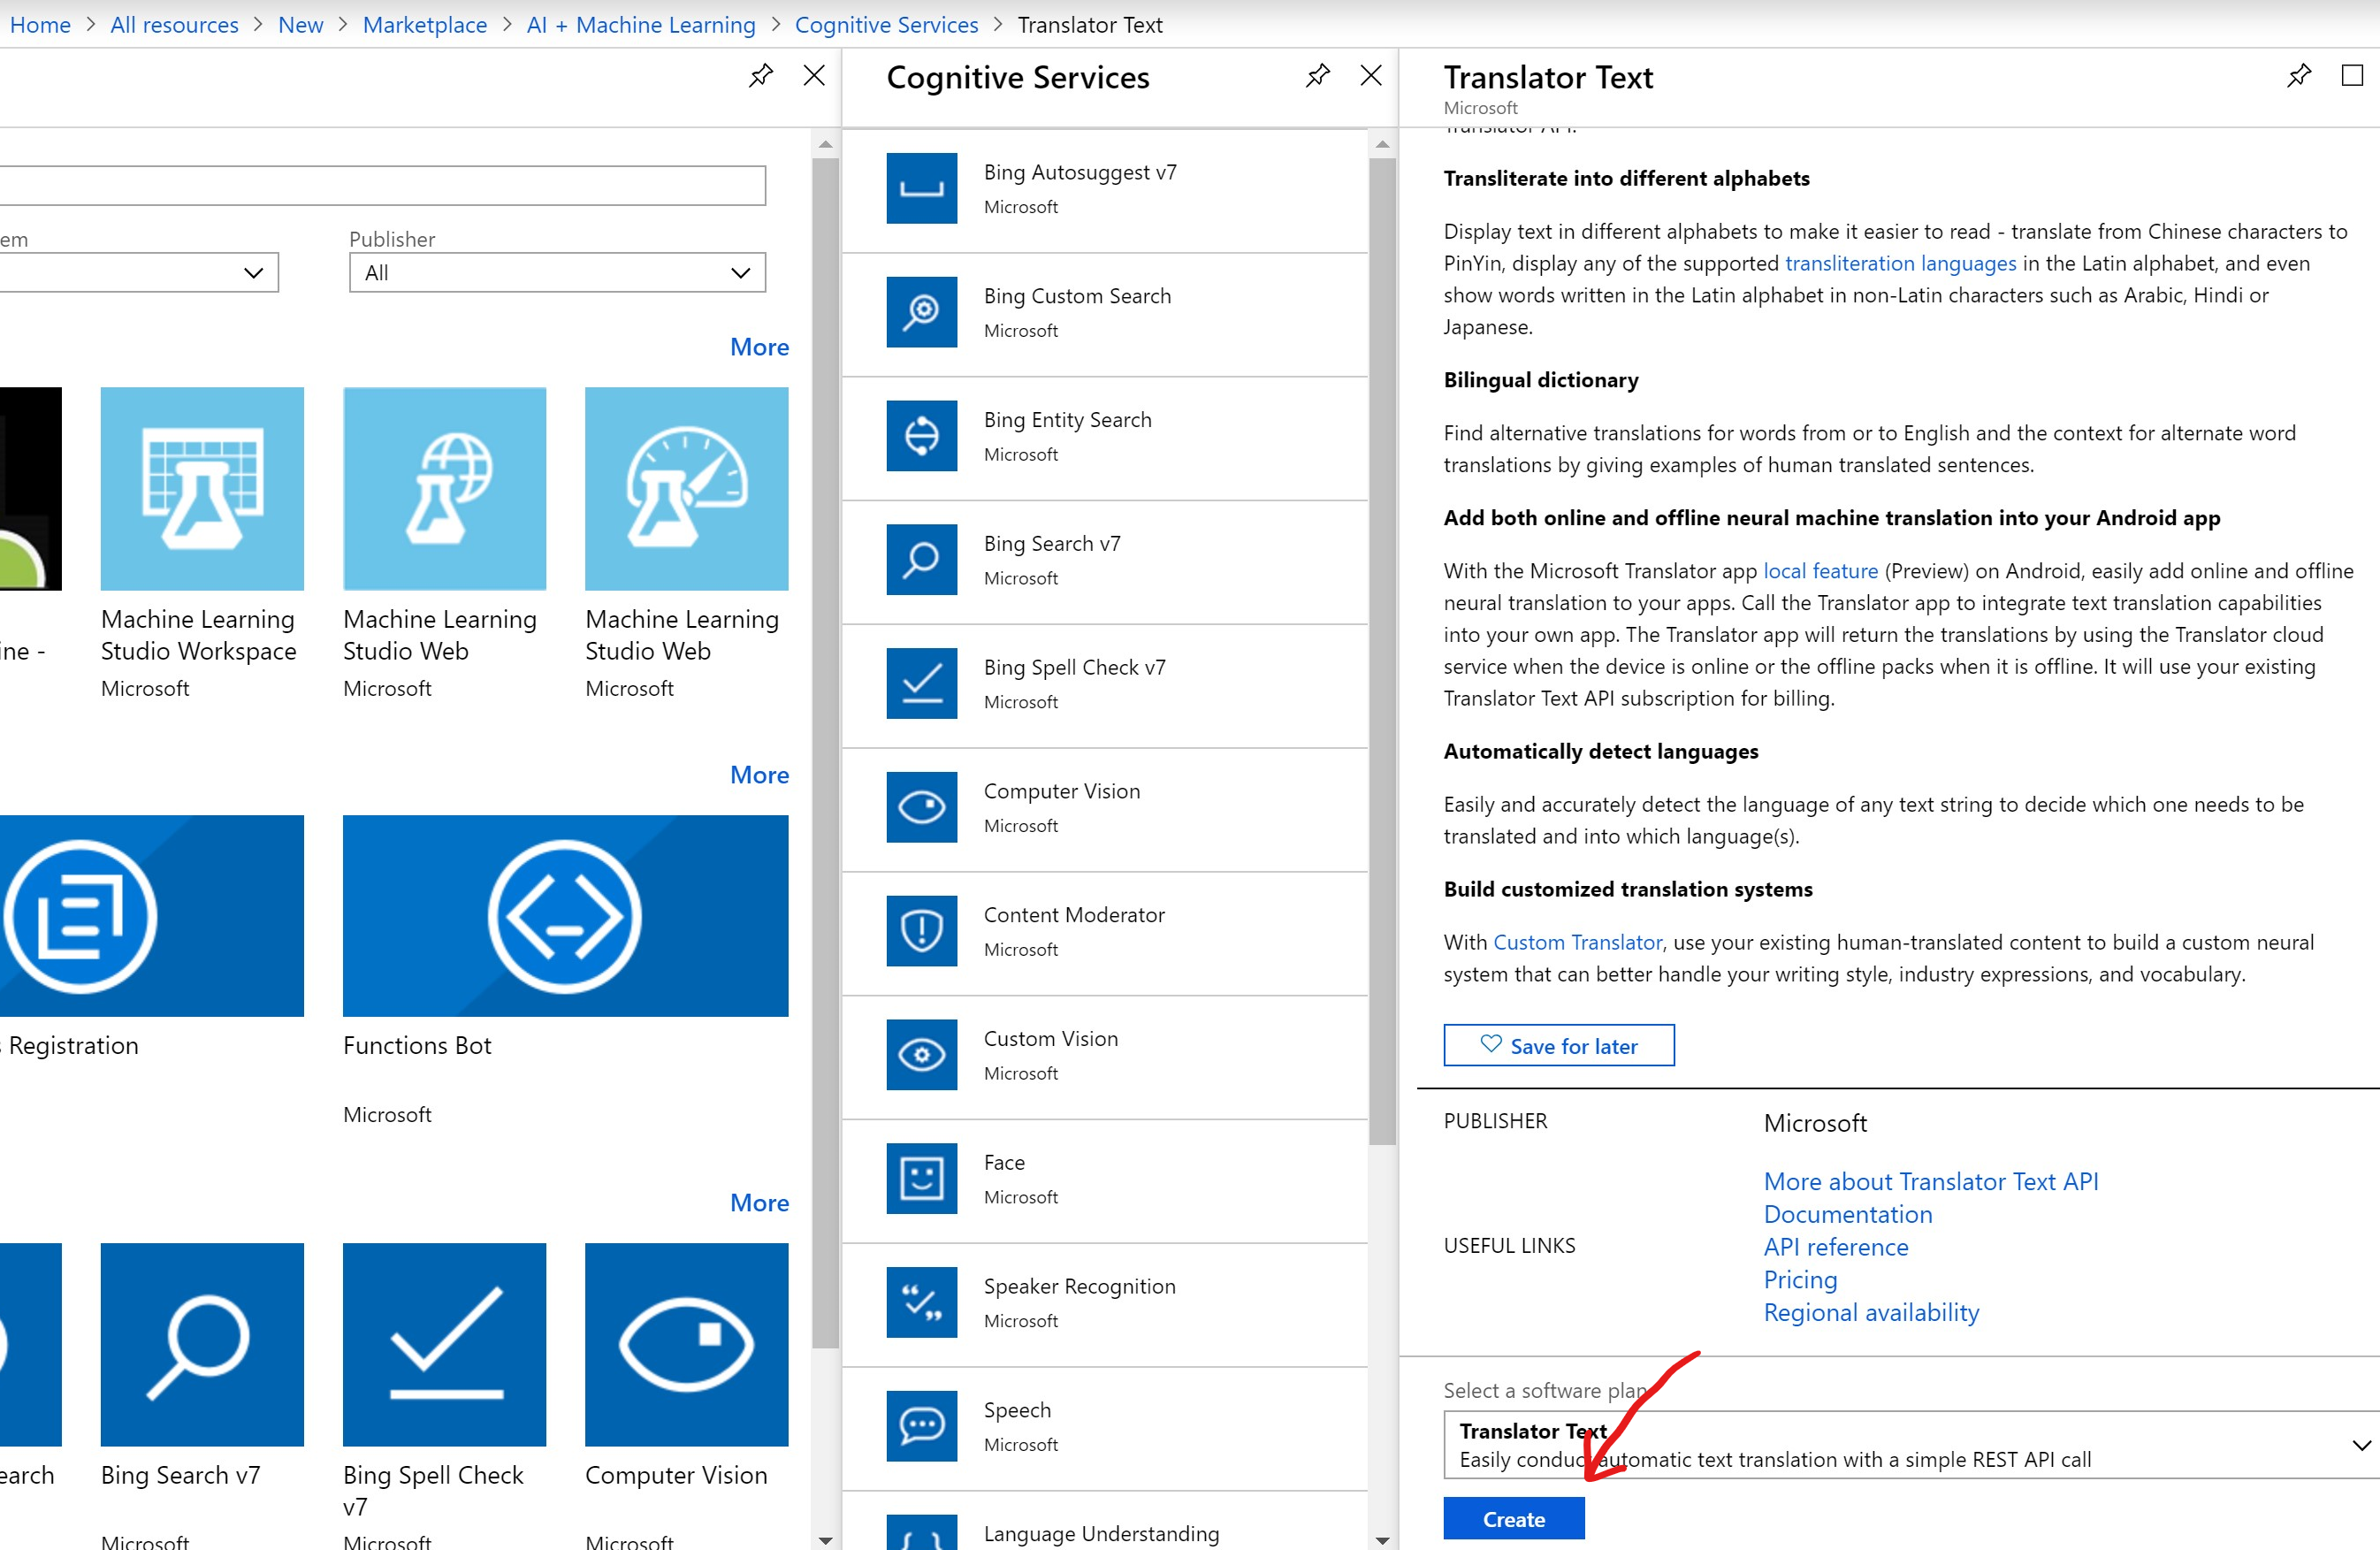 Home > All resources > New > Marketplace > AI + Machine Learning > Cognitive Services > Translator Text
em
Publisher
All
More
ine -
Machine Learning
Studio Workspace
Microsoft
Machine Learning
Studio Web
Microsoft
Machine Learning
Studio Web
Microsoft
More
Registration
Functions Bot
Microsoft
More
earch
Bing Search v7
Microsoft
Bing Spell Check
v7
Microsoft
Computer Vision
Microsoft
Cognitive Services
Bing Autosuggest v7
Microsoft
Bing Custom Search
Microsoft
Bing Entity Search
Microsoft
Bing Search v7
Microsoft
Bing Spell Check v7
Microsoft
Computer Vision
Microsoft
Content Moderator
Microsoft
Custom Vision
Microsoft
Face
Microsoft
Speaker Recognition
Microsoft
Speech
Microsoft
Language Understanding
Translator Text
Microsoft
Translator API.
Transliterate into different alphabets
Display text in different alphabets to make it easier to read - translate from Chinese characters to
PinYin, display any of the supported transliteration languages in the Latin alphabet, and even
show words written in the Latin alphabet in non-Latin characters such as Arabic, Hindi or
Japanese.
Bilingual dictionary
Find alternative translations for words from or to English and the context for alternate word
translations by giving examples of human translated sentences.
Add both online and offline neural machine translation into your Android app
With the Microsoft Translator app local feature (Preview) on Android, easily add online and offline
neural translation to your apps. Call the Translator app to integrate text translation capabilities
into your own app. The Translator app will return the translations by using the Translator cloud
service when the device is online or the offline packs when it is offline. It will use your existing
Translator Text API subscription for billing.
Automatically detect languages
Easily and accurately detect the language of any text string to decide which one needs to be
translated and into which language(s).
Build customized translation systems
With Custom Translator, use your existing human-translated content to build a custom neural
system that can better handle your writing style, industry expressions, and vocabulary.
Save for later
PUBLISHER
Microsoft
USEFUL LINKS
More about Translator Text API
Documentation
API reference
Pricing
Regional availability
Select a software plan
Translator Text
Easily conduct automatic text translation with a simple REST API call
Create